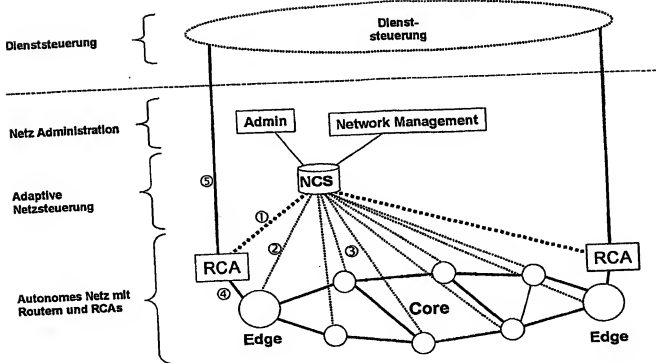 Dienststeuerung
Dienst-
steuerung
Netz Administration
Admin
Network Management
NCS
Adaptive
Netzsteuerung
⑤
①
②
③
RCA
RCA
④
Autonomes Netz mit
Routern und RCAs
Core
Edge
Edge